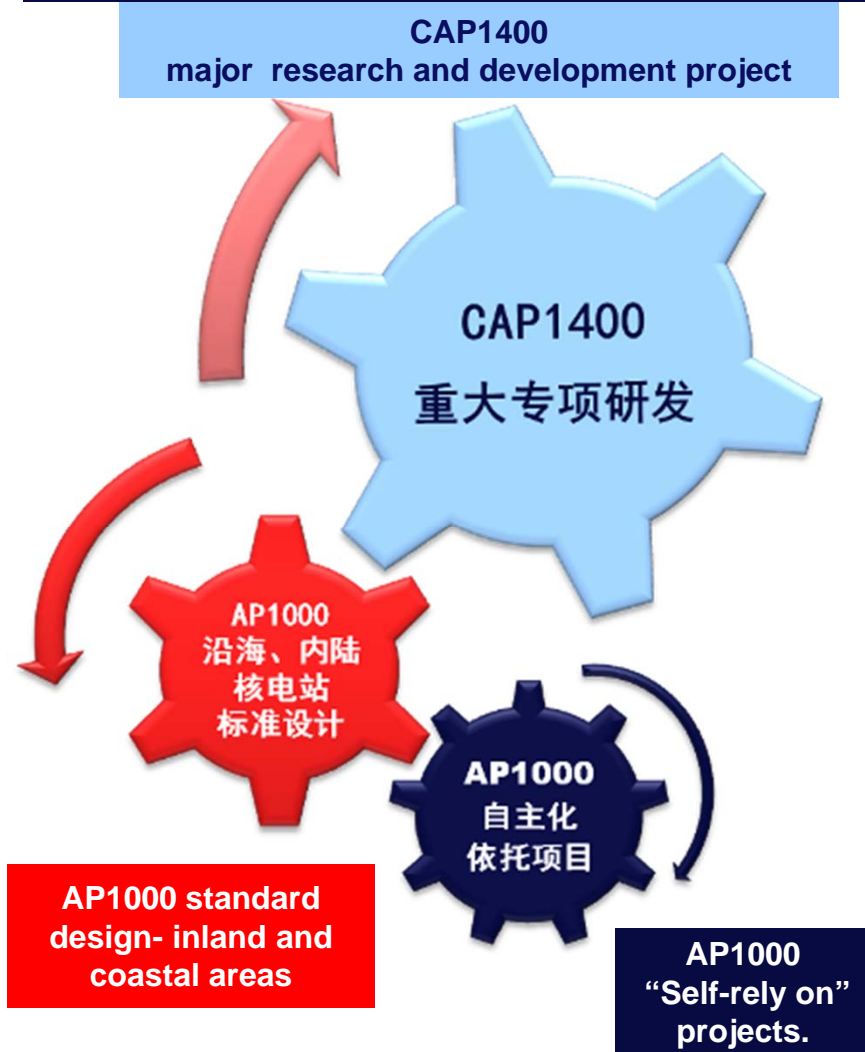 CAP1400
major research and development project
CAP1400
重大专项研发
AP1000
沿海、内陆
核电站
标准设计
AP1000
自主化
依托项目
AP1000 standard
design- inland and
coastal areas
AP1000
“Self-rely on”
projects.